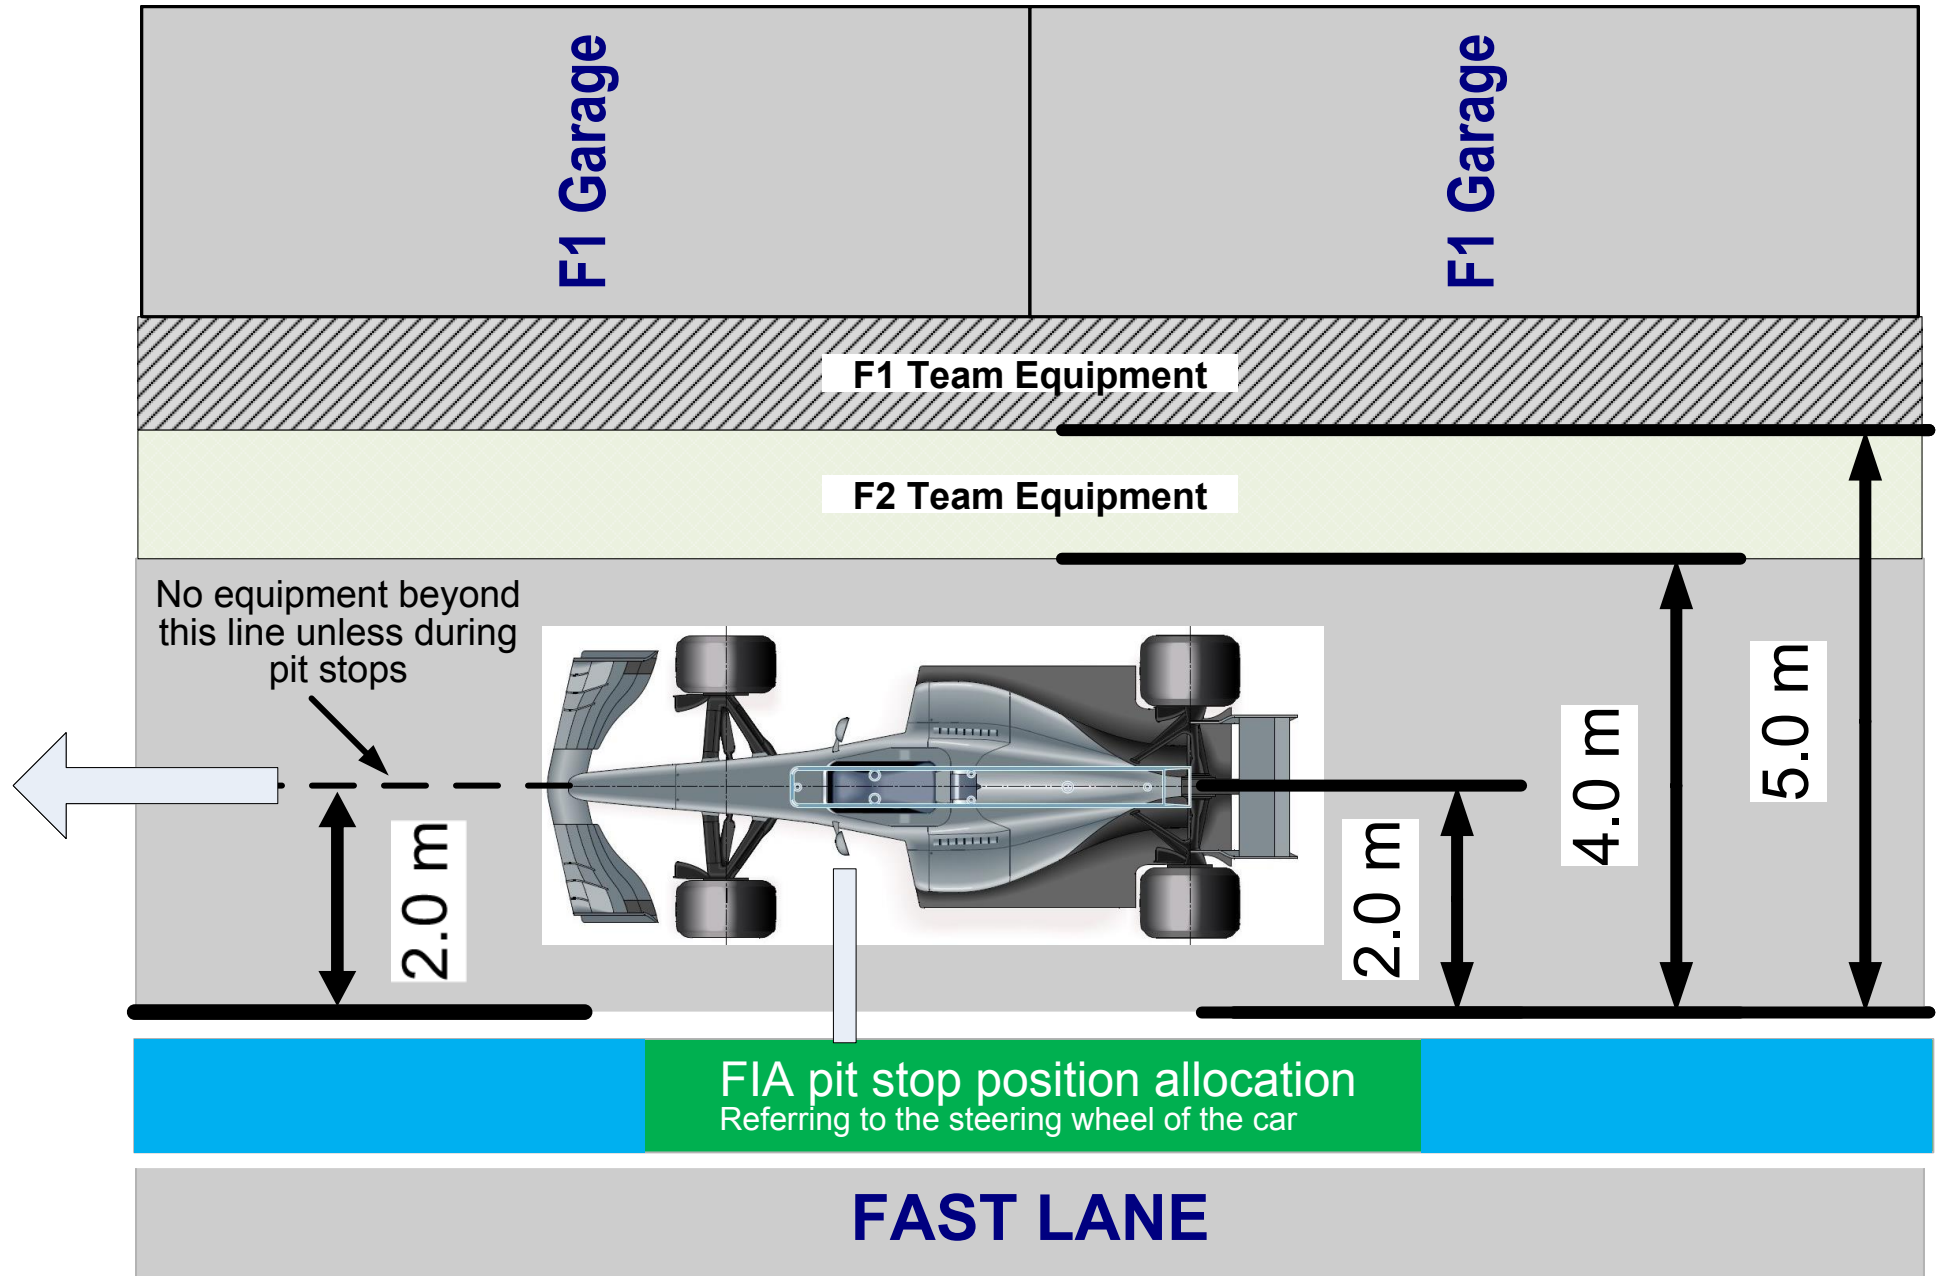 F1 Garage
F1 Garage
F1 Team Equipment
F2 Team Equipment
No equipment beyond
this line unless during
pit stops
2.0 m
2.0 m
4.0 m
5.0 m
FIA pit stop position allocation
Referring to the steering wheel of the car
FAST LANE